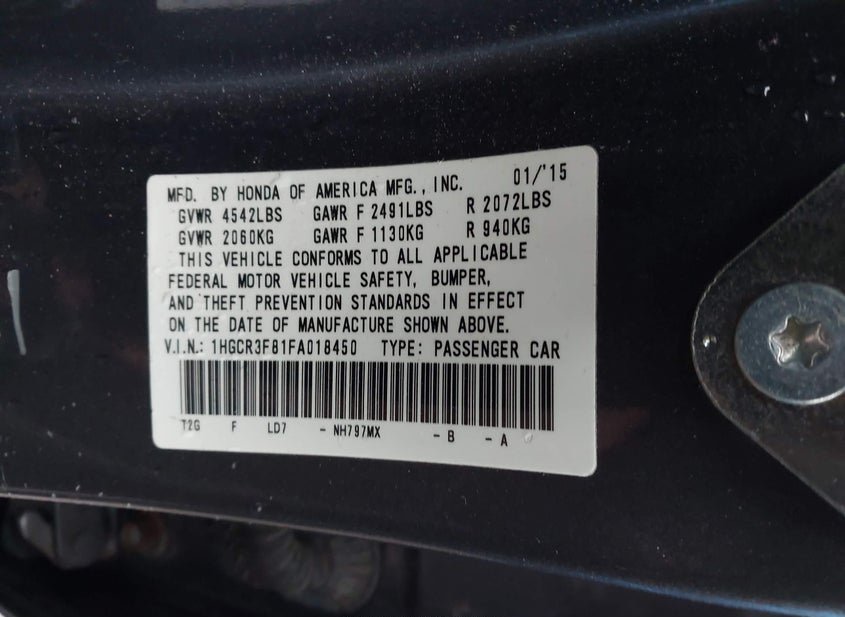 MFD. BY HONDA OF AMERICA MFG., INC. 01/'15
GVWR 4542LBS GAWR F 2491LBS R 2072LBS
GVWR 2060KG GAWR F 1130KG R 940KG
THIS VEHICLE CONFORMS TO ALL APPLICABLE
FEDERAL MOTOR VEHICLE SAFETY, BUMPER,
AND THEFT PREVENTION STANDARDS IN EFFECT
ON THE DATE OF MANUFACTURE SHOWN ABOVE.
V.I.N.: 1HGCR3F81FA018450 TYPE: PASSENGER CAR
T2G F LD7 - NH797MX - B - A